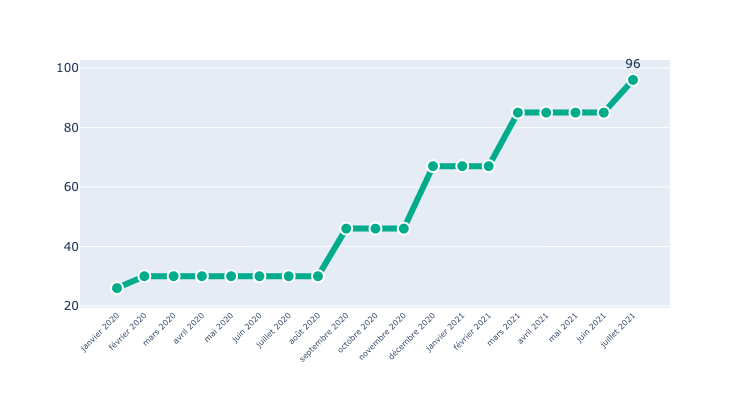 96
100
80
60
40
20
janvier 2020
février 2020
mars 2020
avril 2020
mai 2020
juin 2020
juillet 2020
août 2020
septembre 2020
octobre 2020
novembre 2020
décembre 2020
janvier 2021
février 2021
mars 2021
avril 2021
mai 2021
juin 2021
juillet 2021